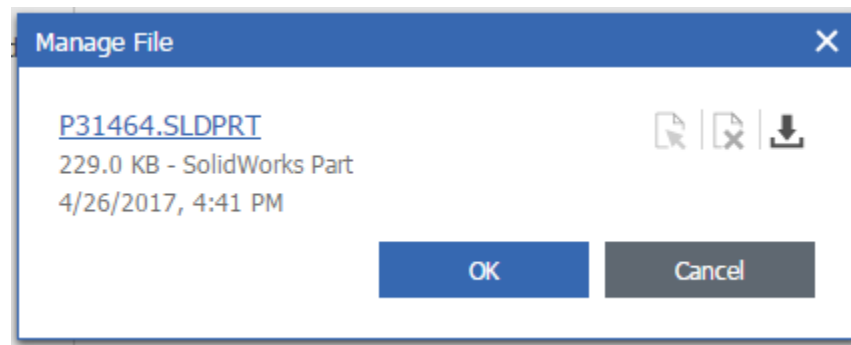 Manage File
P31464.SLDPRT
229.0 KB - SolidWorks Part
4/26/2017, 4:41 PM
OK
Cancel